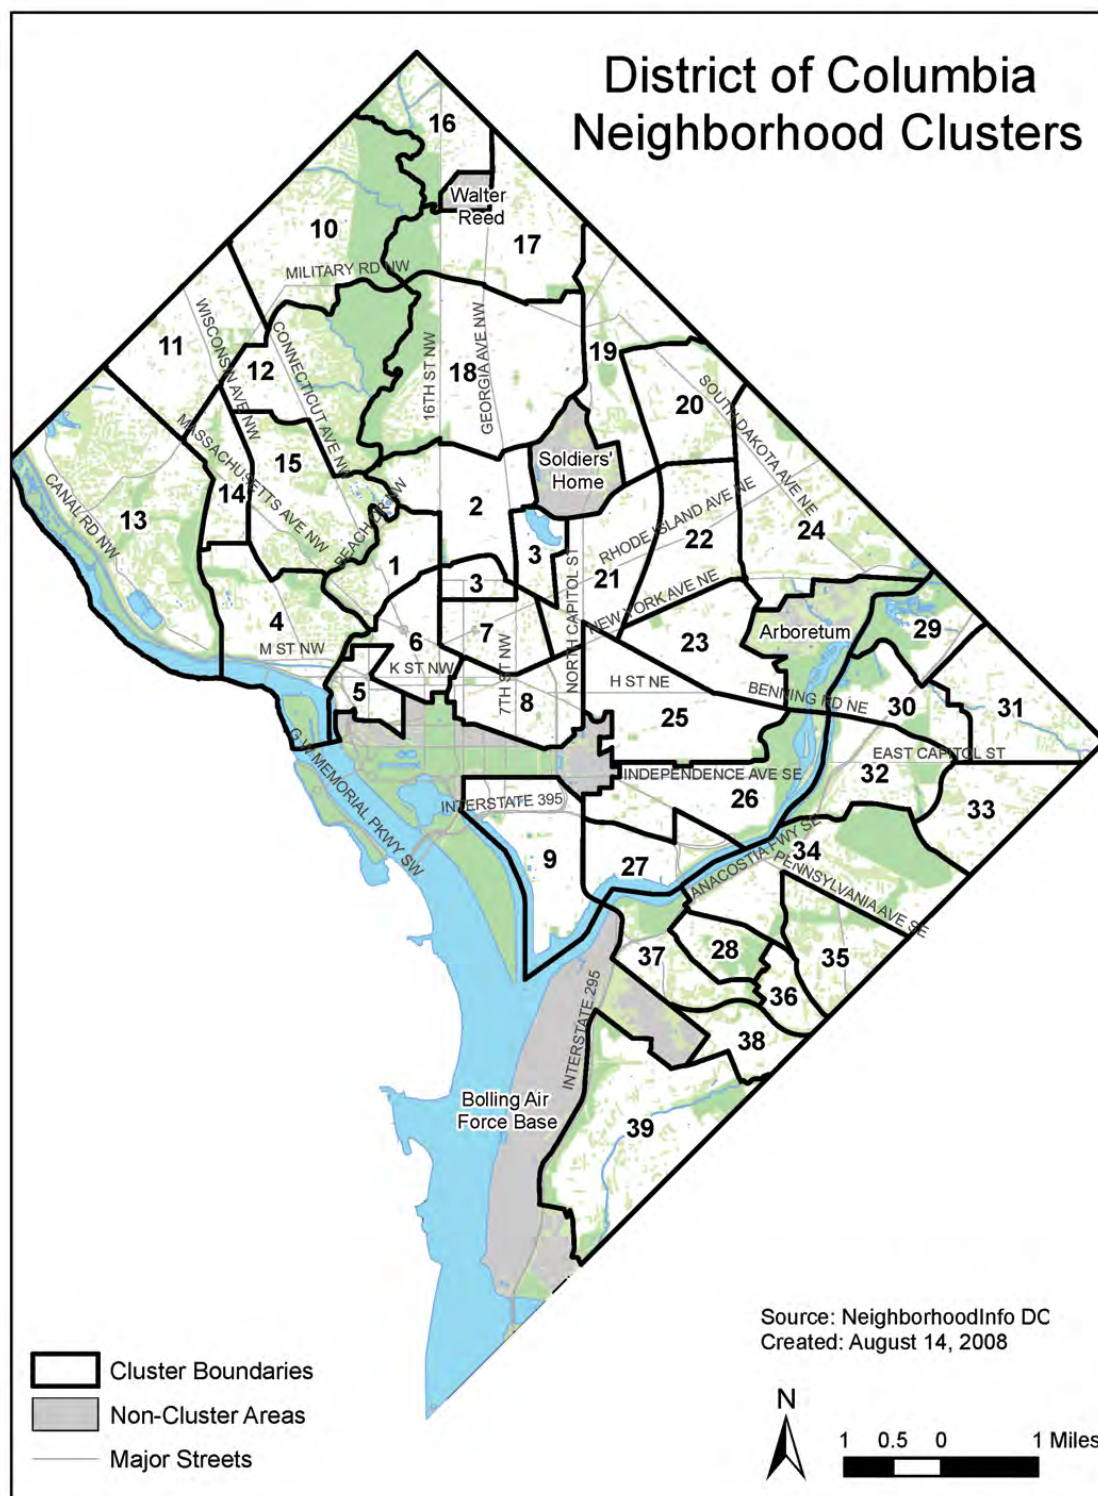 District of Columbia
Neighborhood Clusters
16
Walter
Reed
10
17
MILITARY RD NW
11
WISCONSIN AVE NW
CONNECTICUT AVE NW
12
16TH ST NW
18
GEORGIA AVE NW
19
20
SOUTH DAKOTA AVE NE
MASSACHUSETTS AVE NW
15
Soldiers'
Home
14
CANAL RD NW
13
BEACH DR NW
2
RHODE ISLAND AVE NE
24
22
1
3
3
21
NORTH CAPITOL ST
NEW YORK AVE NE
4
M ST NW
6
7
23
Arboretum
29
K ST NW
5
7TH ST NW
8
H ST NE
BENNING RD NE
30
31
25
G.W. MEMORIAL PKWY SW
EAST CAPITOL ST
INDEPENDENCE AVE SE
32
26
33
INTERSTATE 395
9
27
ANACOSTIA FWY SE
34
PENNSYLVANIA AVE SE
37
28
35
36
INTERSTATE 295
38
Bolling Air
Force Base
39
Source: NeighborhoodInfo DC
Created: August 14, 2008
Cluster Boundaries
Non-Cluster Areas
Major Streets
N
1 0.5 0 1 Miles